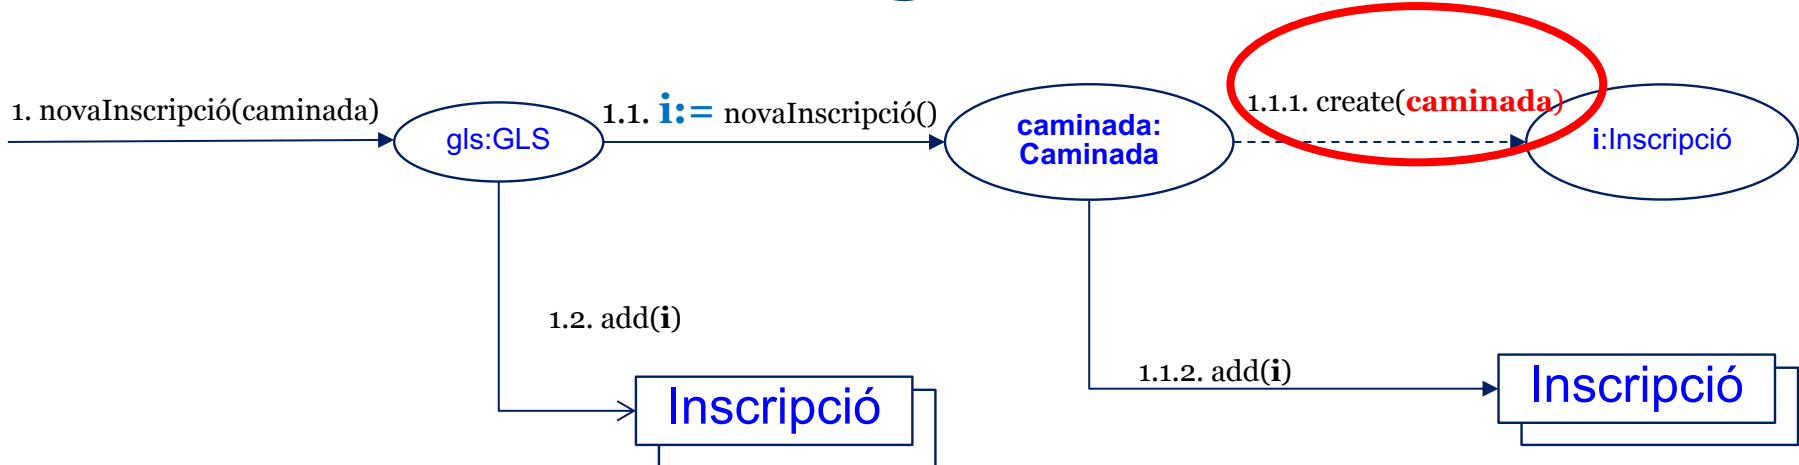 1. novaInscripció(caminada)
gls:GLS
1.1. i:= novaInscripció()
caminada:
Caminada
1.1.1. create(caminada)
i:Inscripció
1.2. add(i)
1.1.2. add(i)
Inscripció
Inscripció